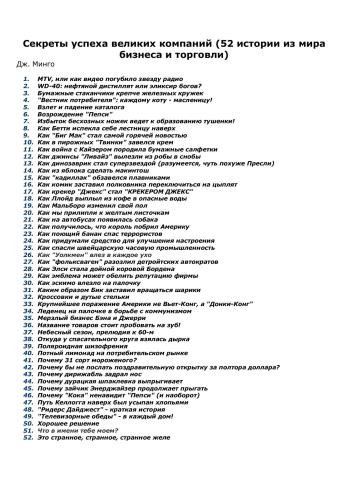 Секреты успеха великих компаний (52 истории из мира
бизнеса и торговли)
Дж. Минго
1. MTV, или как видео погубило звезду радио
2. WD-40: нефтяной дистиллят или эликсир богов?
3. Бумажные стаканчики крепче железных кружек
4. "Вестник потребителя": каждому коту - масленицу!
5. Взлет и падение каталога
6. Возрождение "Пепси"
7. Избыток бесхозных ножек ведет к образованию тушенки!
8. Как Бетти испекла себе лестницу наверх
9. Как "Биг Мак" стал самой горячей новостью
10. Как в пирожных "Твинки" завелся крем
11. Как война с Кайзером породила бумажные салфетки
12. Как джинсы "Ливайз" вылезли из робы в снобы
13. Как динозаврик стал суперзвездой (разумеется, чуть похуже Пресли)
14. Как из яблока сделать макинтош
15. Как "кадиллак" обзавелся плавниками
16. Как комик заставил полковника переключиться на цыплят
17. Как крекер "Джекс" стал "КРЕКЕРОМ ДЖЕКС"
18. Как Ллойд выплыл из кофе в опасные воды
19. Как Мальборо изменил свой пол
20. Как мы прилипли к желтым листочкам
21. Как на автобусах появилась собака
22. Как получилось, что король побрил Америку
23. Как поющий банан спас террористов
24. Как придумали средство для улучшения настроения
25. Как спасли швейцарскую часовую промышленность
26. Как "Уолкмен" влез в каждое ухо
27. Как "фольксваген" разозлил детройтских автократов
28. Как Элси стала дойной коровой Бордена
29. Как эмблема может обелить репутацию фирмы
30. Как эскимо влезло на палочку
31. Каким образом Бик заставил вращаться шарики
32. Кроссовки и дутые стельки
33. Крупнейшее поражение Америки не Вьет-Конг, а "Донки-Конг"
34. Леденец на палочке в борьбе с коммунизмом
35. Мерзлый бизнес Бэна и Джерри
36. Название товаров стоит пробовать на зуб!
37. Небесный сезон, прелюдия к 60-м
38. Откуда у спасательного круга взялась дырка
39. Полароидная шизофрения
40. Потный лимонад на потребительском рынке
41. Почему 31 сорт мороженого?
42. Почему бы не послать поздравительную открытку за полтора доллара?
43. Почему дирижабль задрал нос
44. Почему дурацкая шпаклевка выпрыгивает
45. Почему зайчик Энерджайзер продолжает прыгать
46. Почему "Кока" ненавидит "Пепси" (и наоборот)
47. Путь Келлогга наверх был усыпан хлопьями
48. "Ридерс Дайджест" - краткая история
49. "Телевизорные обеды" - в каждый дом!
50. Хорошее решение
51. Что в имени тебе моем?
52. Это странное, странное, странное желе